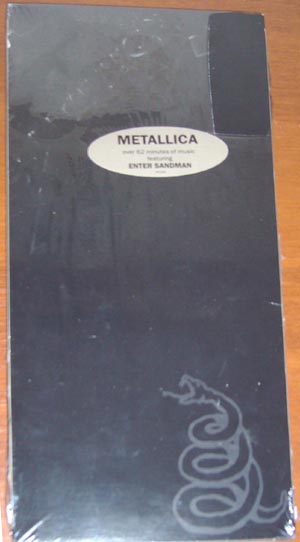 METALLICA
over 62 minutes of music
featuring
ENTER SANDMAN